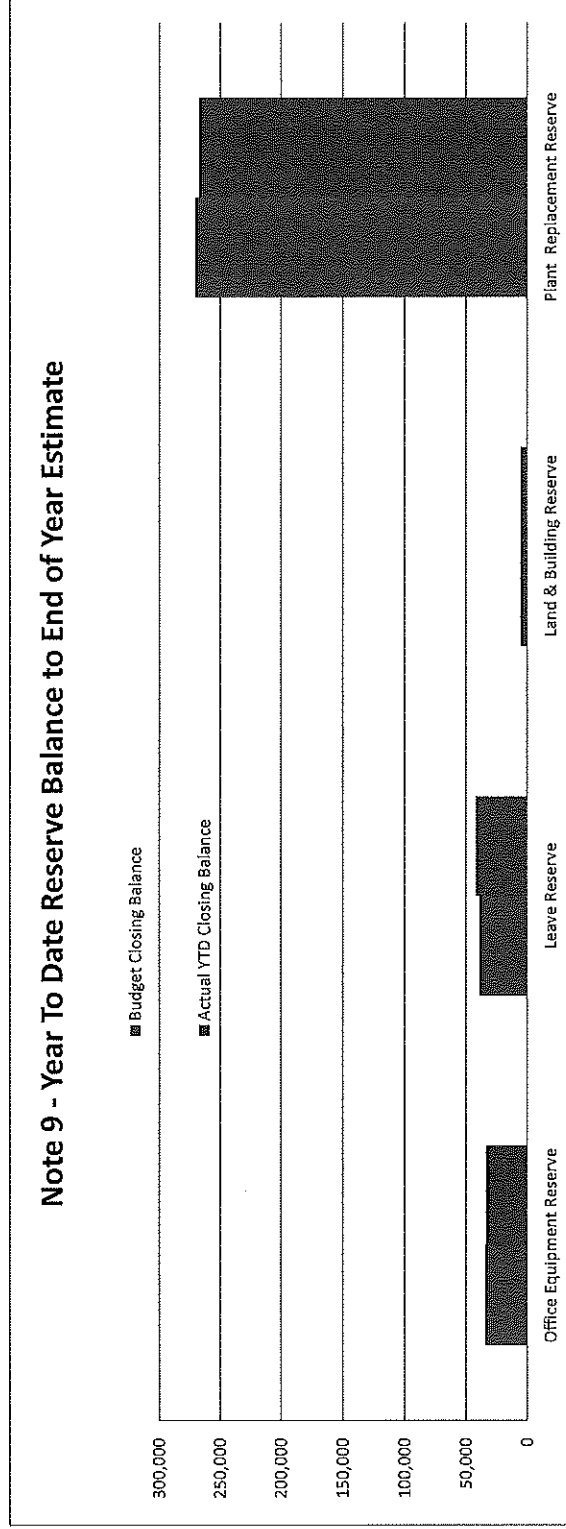 Note 9 - Year To Date Reserve Balance to End of Year Estimate
Budget Closing Balance
Actual YTD Closing Balance
300,000
250,000
200,000
150,000
100,000
50,000
0
Office Equipment Reserve
Leave Reserve
Land & Building Reserve
Plant Replacement Reserve